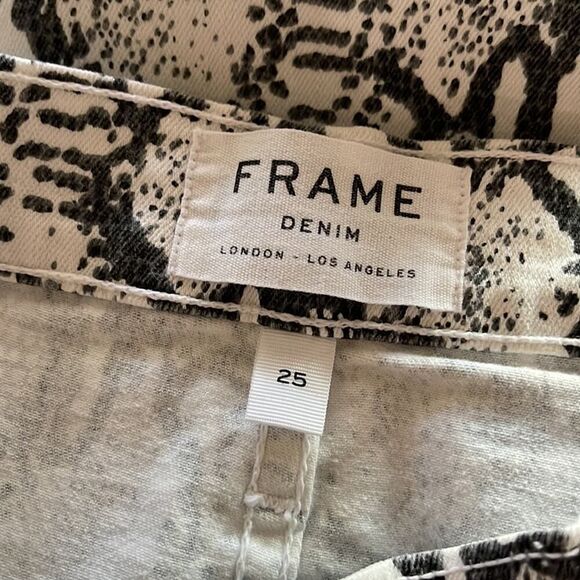 FRAME
DENIM
LONDON - LOS ANGELES
25